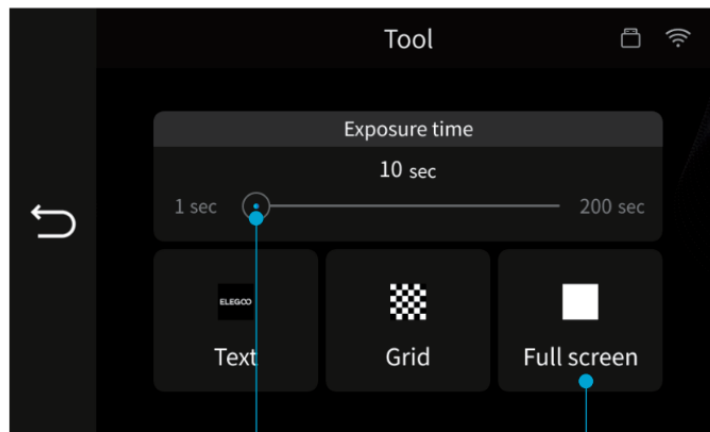 Tool
Exposure time
10 sec
1 sec 200 sec
ELEGOO
Text Grid Full screen